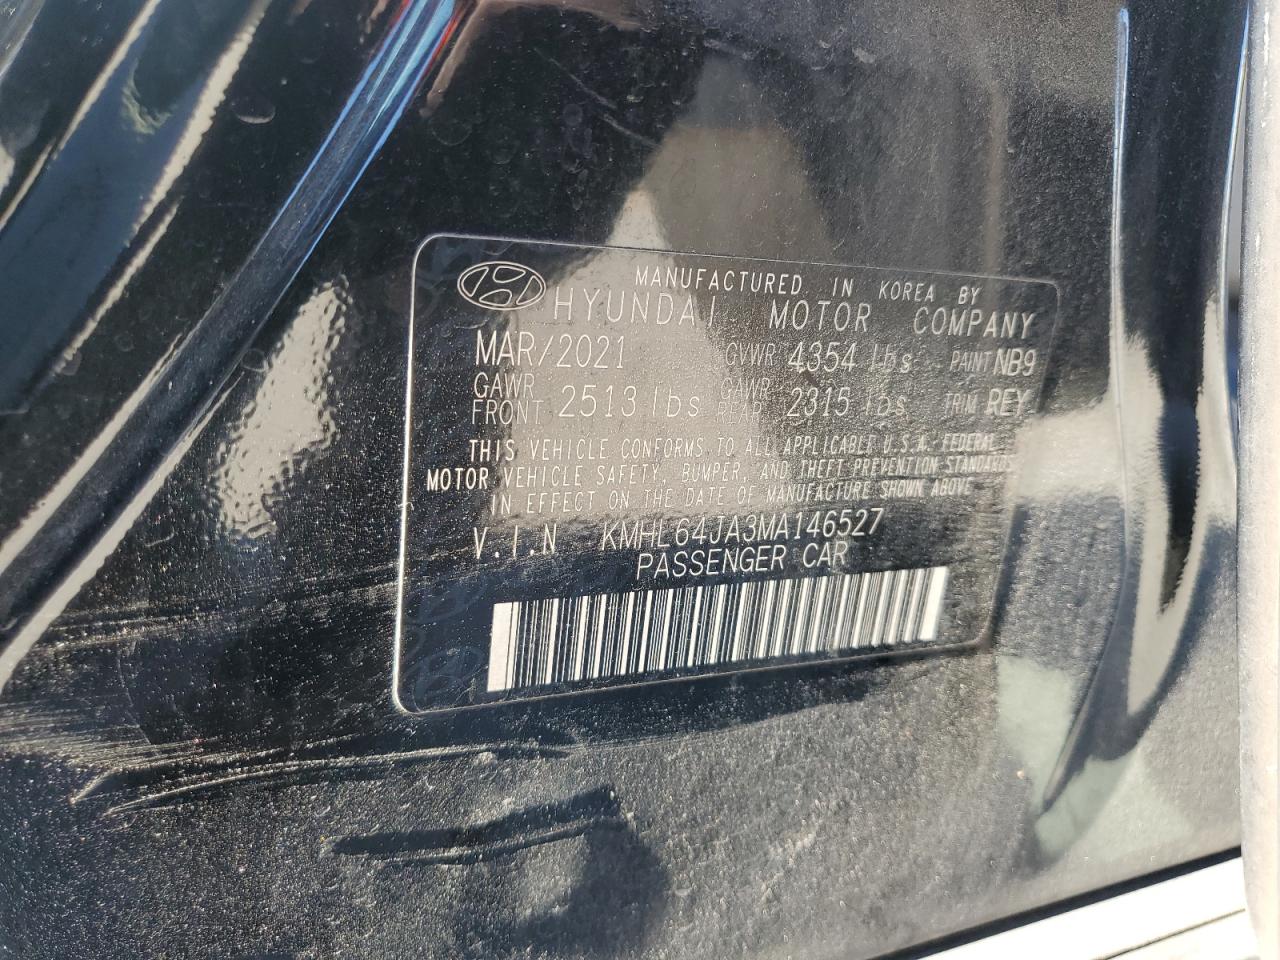 MANUFACTURED IN KOREA BY
HYUNDAI MOTOR COMPANY
MAR/2021 GVWR 4354 lbs PAINT NB9
GAWR FRONT 2513 lbs GAWR REAR 2315 lbs TRIM REY
THIS VEHICLE CONFORMS TO ALL APPLICABLE U.S.A. FEDERAL
MOTOR VEHICLE SAFETY, BUMPER, AND THEFT PREVENTION STANDARDS
IN EFFECT ON THE DATE OF MANUFACTURE SHOWN ABOVE
V.I.N KMHL64JA3MA146527
PASSENGER CAR